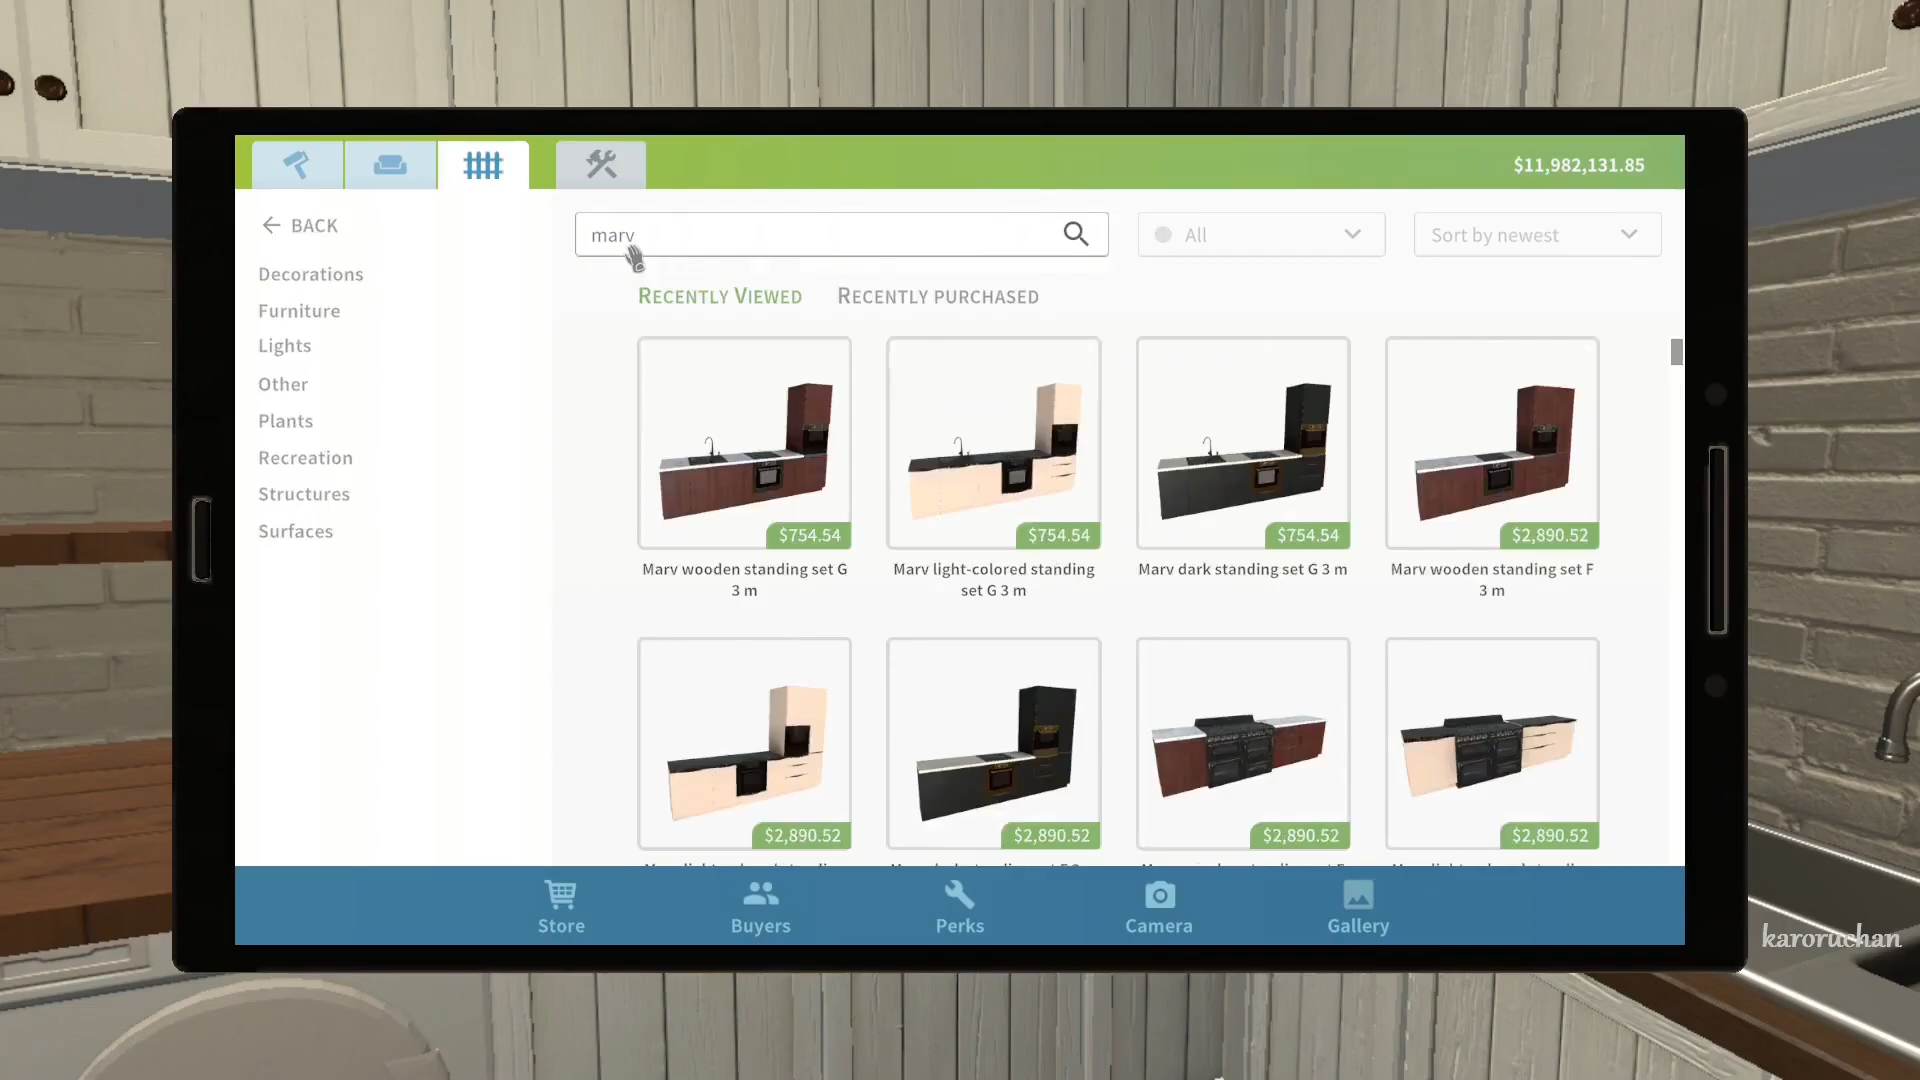 $11,982,131.85
BACK
marv
All
Sort by newest
Decorations
Furniture
Lights
Other
Plants
Recreation
Structures
Surfaces
RECENTLY VIEWED
RECENTLY PURCHASED
$754.54
$754.54
$754.54
$2,890.52
Marv wooden standing set G
3 m
Marv light-colored standing
set G 3 m
Marv dark standing set G 3 m
Marv wooden standing set F
3 m
$2,890.52
$2,890.52
$2,890.52
$2,890.52
Store
Buyers
Perks
Camera
Gallery
karoruchan